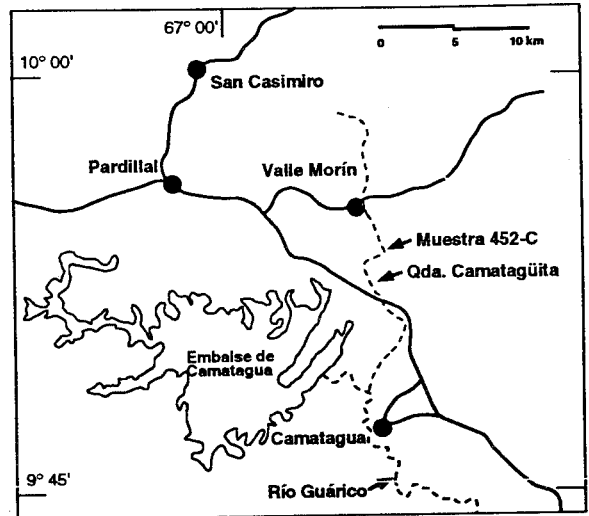 67° 00'
10° 00'
0 5 10 km
San Casimiro
Pardillal
Valle Morín
Muestra 452-C
Qda. Camatagüita
Embalse de
Camatagua
Camatagua
9° 45'
Río Guárico